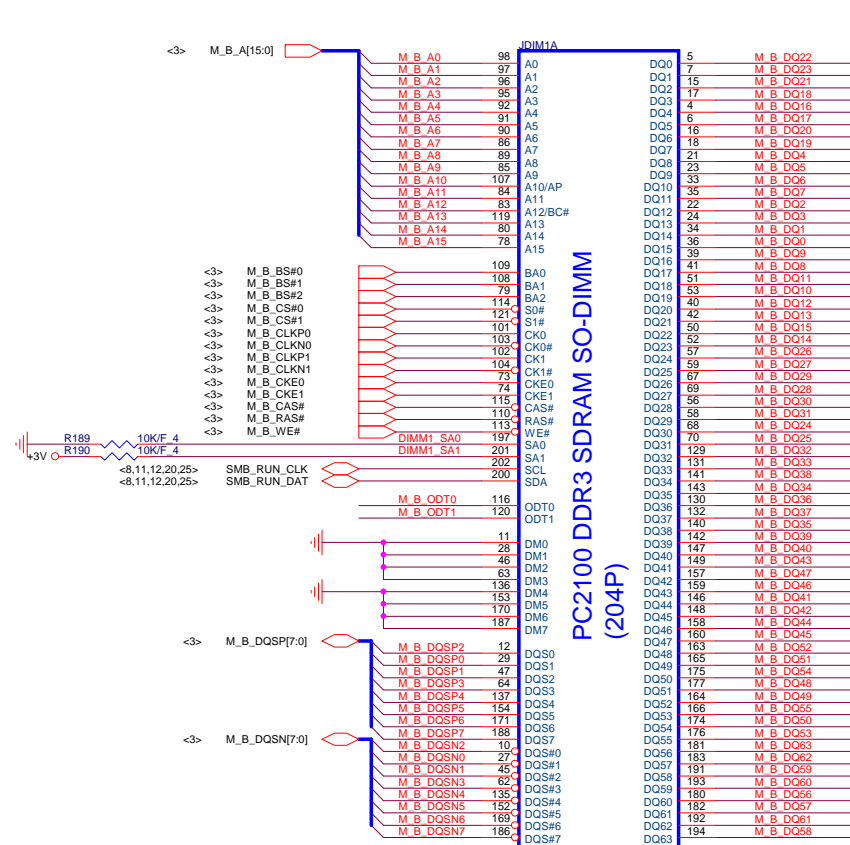 JDIM1A
<3> M_B_A[15:0]
M_B_A0 98 A0
M_B_A1 97 A1
M_B_A2 96 A2
M_B_A3 95 A3
M_B_A4 92 A4
M_B_A5 91 A5
M_B_A6 90 A6
M_B_A7 86 A7
M_B_A8 89 A8
M_B_A9 85 A9
M_B_A10 107 A10/AP
M_B_A11 84 A11
M_B_A12 83 A12/BC#
M_B_A13 119 A13
M_B_A14 80 A14
M_B_A15 78 A15
<3> M_B_BS#0 109 BA0
<3> M_B_BS#1 108 BA1
<3> M_B_BS#2 79 BA2
<3> M_B_CS#0 114 S0#
<3> M_B_CS#1 121 S1#
<3> M_B_CLKP0 101 CK0
<3> M_B_CLKN0 103 CK0#
<3> M_B_CLKP1 102 CK1
<3> M_B_CLKN1 104 CK1#
<3> M_B_CKE0 73 CKE0
<3> M_B_CKE1 74 CKE1
<3> M_B_CAS# 115 CAS#
<3> M_B_RAS# 110 RAS#
<3> M_B_WE# 113 WE#
R189 10K/F_4 DIMM1_SA0 197 SA0
+3V R190 10K/F_4 DIMM1_SA1 201 SA1
<8,11,12,20,25> SMB_RUN_CLK 202 SCL
<8,11,12,20,25> SMB_RUN_DAT 200 SDA
M_B_ODT0 116 ODT0
M_B_ODT1 120 ODT1
11 DM0
28 DM1
46 DM2
63 DM3
136 DM4
153 DM5
170 DM6
187 DM7
<3> M_B_DQSP[7:0]
M_B_DQSP2 12 DQS0
M_B_DQSP0 29 DQS1
M_B_DQSP1 47 DQS2
M_B_DQSP3 64 DQS3
M_B_DQSP4 137 DQS4
M_B_DQSP5 154 DQS5
M_B_DQSP6 171 DQS6
M_B_DQSP7 188 DQS7
<3> M_B_DQSN[7:0]
M_B_DQSN2 10 DQS#0
M_B_DQSN0 27 DQS#1
M_B_DQSN1 45 DQS#2
M_B_DQSN3 62 DQS#3
M_B_DQSN4 135 DQS#4
M_B_DQSN5 152 DQS#5
M_B_DQSN6 169 DQS#6
M_B_DQSN7 186 DQS#7
PC2100 DDR3 SDRAM SO-DIMM
(204P)
DQ0 5 M_B_DQ22
DQ1 7 M_B_DQ23
DQ2 15 M_B_DQ21
DQ3 17 M_B_DQ18
DQ4 4 M_B_DQ16
DQ5 6 M_B_DQ17
DQ6 16 M_B_DQ20
DQ7 18 M_B_DQ19
DQ8 21 M_B_DQ4
DQ9 23 M_B_DQ5
DQ10 33 M_B_DQ6
DQ11 35 M_B_DQ7
DQ12 22 M_B_DQ2
DQ13 24 M_B_DQ3
DQ14 34 M_B_DQ1
DQ15 36 M_B_DQ0
DQ16 39 M_B_DQ9
DQ17 41 M_B_DQ8
DQ18 51 M_B_DQ11
DQ19 53 M_B_DQ10
DQ20 40 M_B_DQ12
DQ21 42 M_B_DQ13
DQ22 50 M_B_DQ15
DQ23 52 M_B_DQ14
DQ24 57 M_B_DQ26
DQ25 59 M_B_DQ27
DQ26 67 M_B_DQ29
DQ27 69 M_B_DQ28
DQ28 56 M_B_DQ30
DQ29 58 M_B_DQ31
DQ30 68 M_B_DQ24
DQ31 70 M_B_DQ25
DQ32 129 M_B_DQ32
DQ33 131 M_B_DQ33
DQ34 141 M_B_DQ38
DQ35 143 M_B_DQ34
DQ36 130 M_B_DQ36
DQ37 132 M_B_DQ37
DQ38 140 M_B_DQ35
DQ39 142 M_B_DQ39
DQ40 147 M_B_DQ40
DQ41 149 M_B_DQ43
DQ42 157 M_B_DQ47
DQ43 159 M_B_DQ46
DQ44 146 M_B_DQ41
DQ45 148 M_B_DQ42
DQ46 158 M_B_DQ44
DQ47 160 M_B_DQ45
DQ48 163 M_B_DQ52
DQ49 165 M_B_DQ51
DQ50 175 M_B_DQ54
DQ51 177 M_B_DQ48
DQ52 164 M_B_DQ49
DQ53 166 M_B_DQ55
DQ54 174 M_B_DQ50
DQ55 176 M_B_DQ53
DQ56 181 M_B_DQ63
DQ57 183 M_B_DQ62
DQ58 191 M_B_DQ59
DQ59 193 M_B_DQ60
DQ60 180 M_B_DQ56
DQ61 182 M_B_DQ57
DQ62 192 M_B_DQ61
DQ63 194 M_B_DQ58